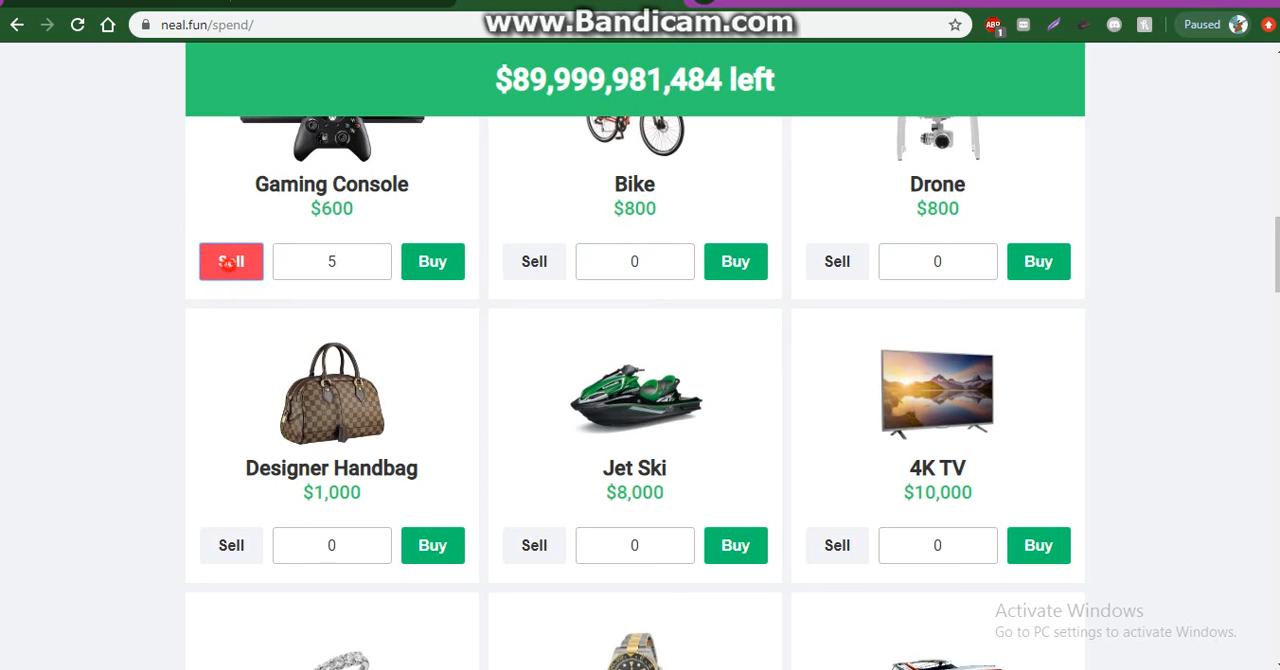 neal.fun/spend/
www.Bandicam.com
ABP
1
Paused
$89,999,981,484 left
Gaming Console
$600
Sell 5 Buy
Bike
$800
Sell 0 Buy
Drone
$800
Sell 0 Buy
Designer Handbag
$1,000
Sell 0 Buy
Jet Ski
$8,000
Sell 0 Buy
4K TV
$10,000
Sell 0 Buy
Activate Windows
Go to PC settings to activate Windows.